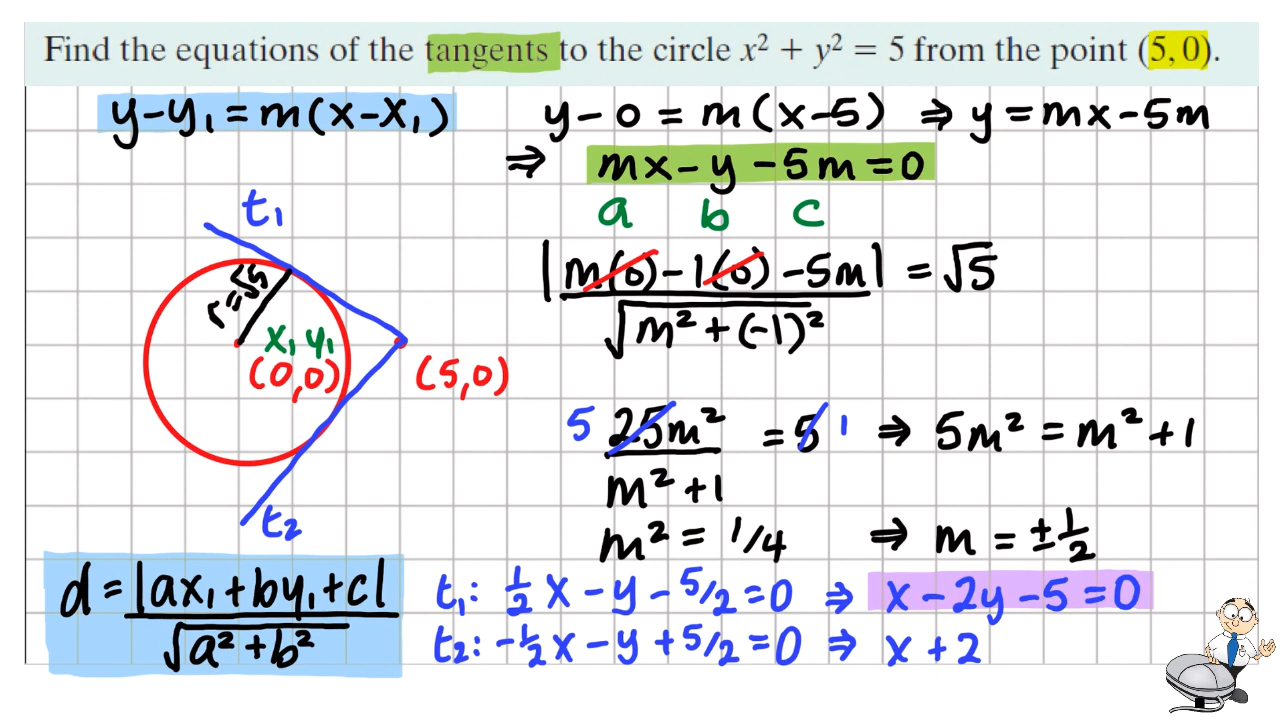 Find the equations of the tangents to the circle x² + y² = 5 from the point (5, 0).
y-y₁ = m(x-x₁)
y-0 = m(x-5) ⇒ y = mx-5m
⇒ mx-y-5m=0
a b c
t₁
|m(0)-1(0)-5m| = √5
√m²+(-1)²
r=√5
x₁ y₁
(0,0)
(5,0)
5 25m² = 5 1 ⇒ 5m² = m²+1
m²+1
t₂
m² = 1/4 ⇒ m = ±½
d = |ax₁+by₁+c|
√a²+b²
t₁: ½x - y - 5/2 = 0 ⇒ x-2y-5=0
t₂: -½x - y + 5/2 = 0 ⇒ x+2